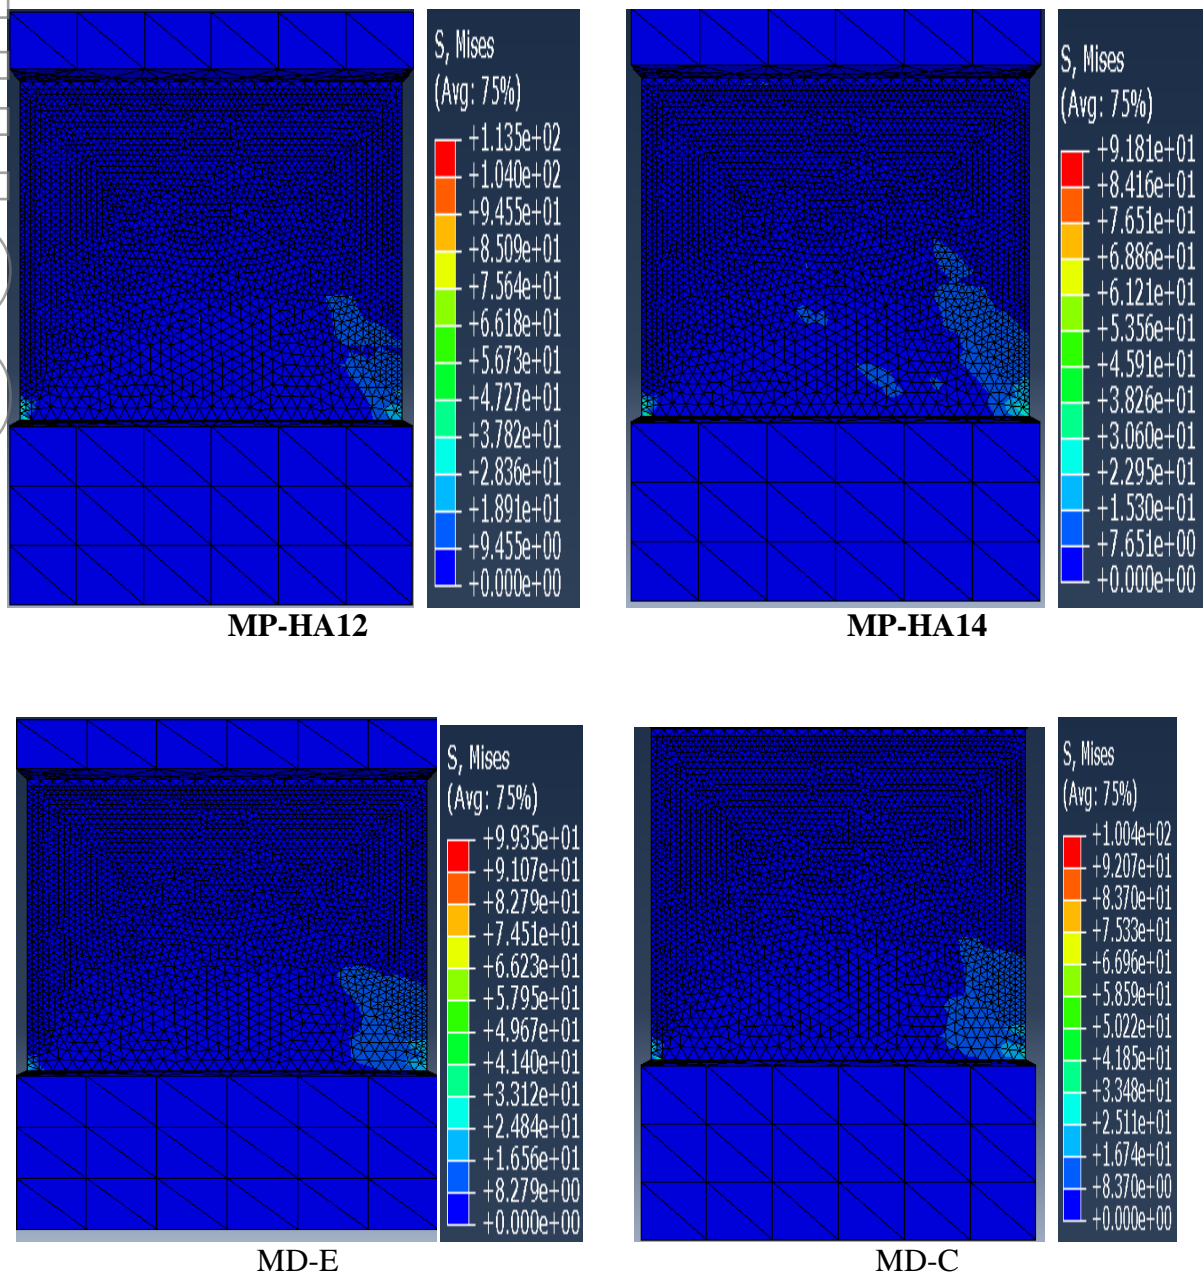 S, Mises
(Avg: 75%)
+1.135e+02
+1.040e+02
+9.455e+01
+8.509e+01
+7.564e+01
+6.618e+01
+5.673e+01
+4.727e+01
+3.782e+01
+2.836e+01
+1.891e+01
+9.455e+00
+0.000e+00
MP-HA12
S, Mises
(Avg: 75%)
+9.181e+01
+8.416e+01
+7.651e+01
+6.886e+01
+6.121e+01
+5.356e+01
+4.591e+01
+3.826e+01
+3.060e+01
+2.295e+01
+1.530e+01
+7.651e+00
+0.000e+00
MP-HA14
S, Mises
(Avg: 75%)
+9.935e+01
+9.107e+01
+8.279e+01
+7.451e+01
+6.623e+01
+5.795e+01
+4.967e+01
+4.140e+01
+3.312e+01
+2.484e+01
+1.656e+01
+8.279e+00
+0.000e+00
MD-E
S, Mises
(Avg: 75%)
+1.004e+02
+9.207e+01
+8.370e+01
+7.533e+01
+6.696e+01
+5.859e+01
+5.022e+01
+4.185e+01
+3.348e+01
+2.511e+01
+1.674e+01
+8.370e+00
+0.000e+00
MD-C